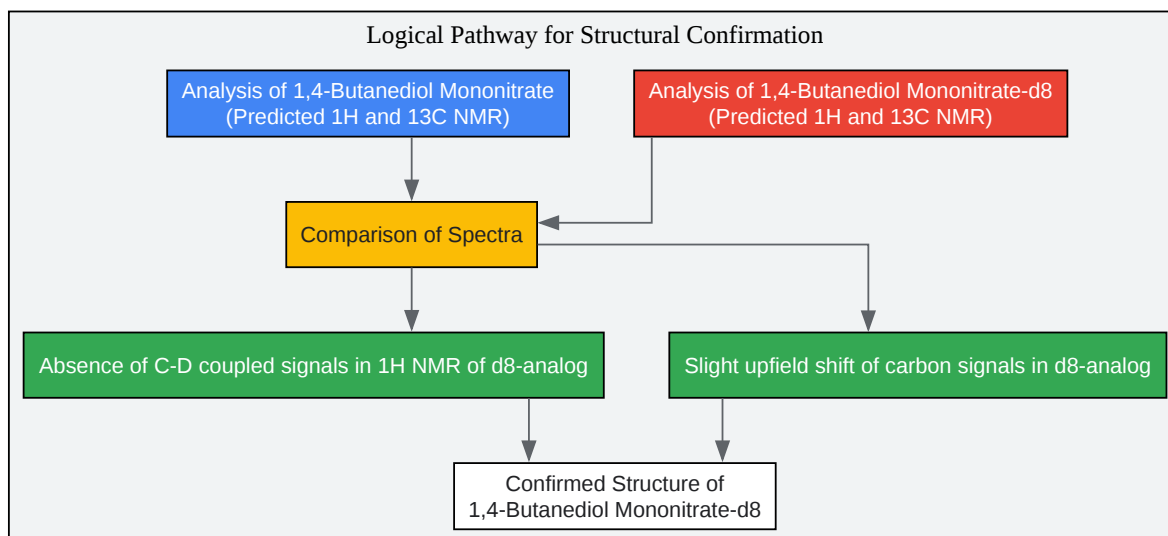 Logical Pathway for Structural Confirmation
Analysis of 1,4-Butanediol Mononitrate
(Predicted 1H and 13C NMR)
Analysis of 1,4-Butanediol Mononitrate-d8
(Predicted 1H and 13C NMR)
Comparison of Spectra
Absence of C-D coupled signals in 1H NMR of d8-analog
Slight upfield shift of carbon signals in d8-analog
Confirmed Structure of
1,4-Butanediol Mononitrate-d8